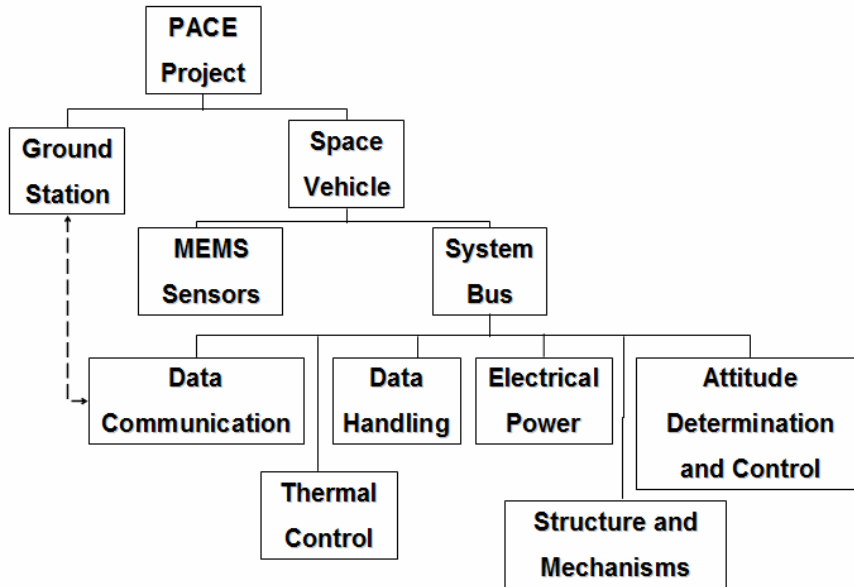 PACE
Project
Ground
Station
Space
Vehicle
MEMS
Sensors
System
Bus
Data
Communication
Data
Handling
Electrical
Power
Attitude
Determination
and Control
Thermal
Control
Structure and
Mechanisms